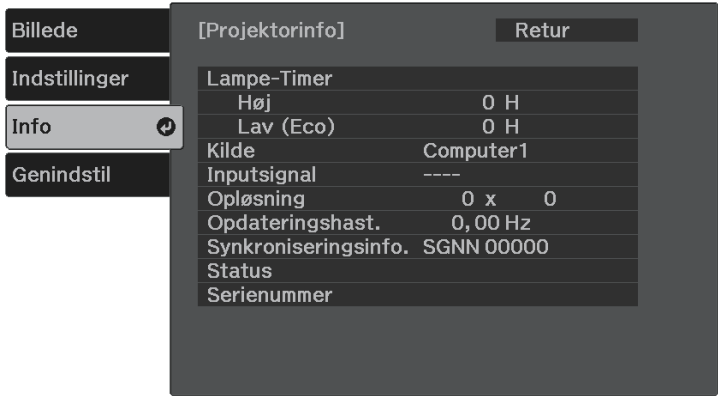 Billede
Indstillinger
Info
Genindstil
[Projektorinfo] Retur
Lampe-Timer
Høj 0 H
Lav (Eco) 0 H
Kilde Computer1
Inputsignal ----
Opløsning 0 x 0
Opdateringshast. 0,00 Hz
Synkroniseringsinfo. SGNN 00000
Status
Serienummer